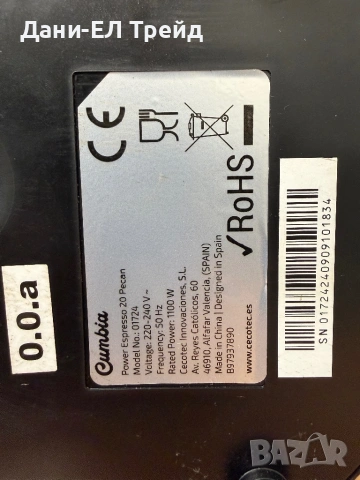 Дани-ЕЛ Трейд
Cumbia
Power Espresso 20 Pecan
Model No.: 01724
Voltage: 220-240 V~
Frequency: 50 Hz
Rated Power: 1100 W
Cecotec Innovaciones, S.L.
Av. Reyes Católicos, 60
46910, Alfafar Valencia, (SPAIN)
Made in China | Designed in Spain
B97937890
www.cecotec.es
CE
√RoHS
SN 01724240909101834
0.0.a
BAZAR